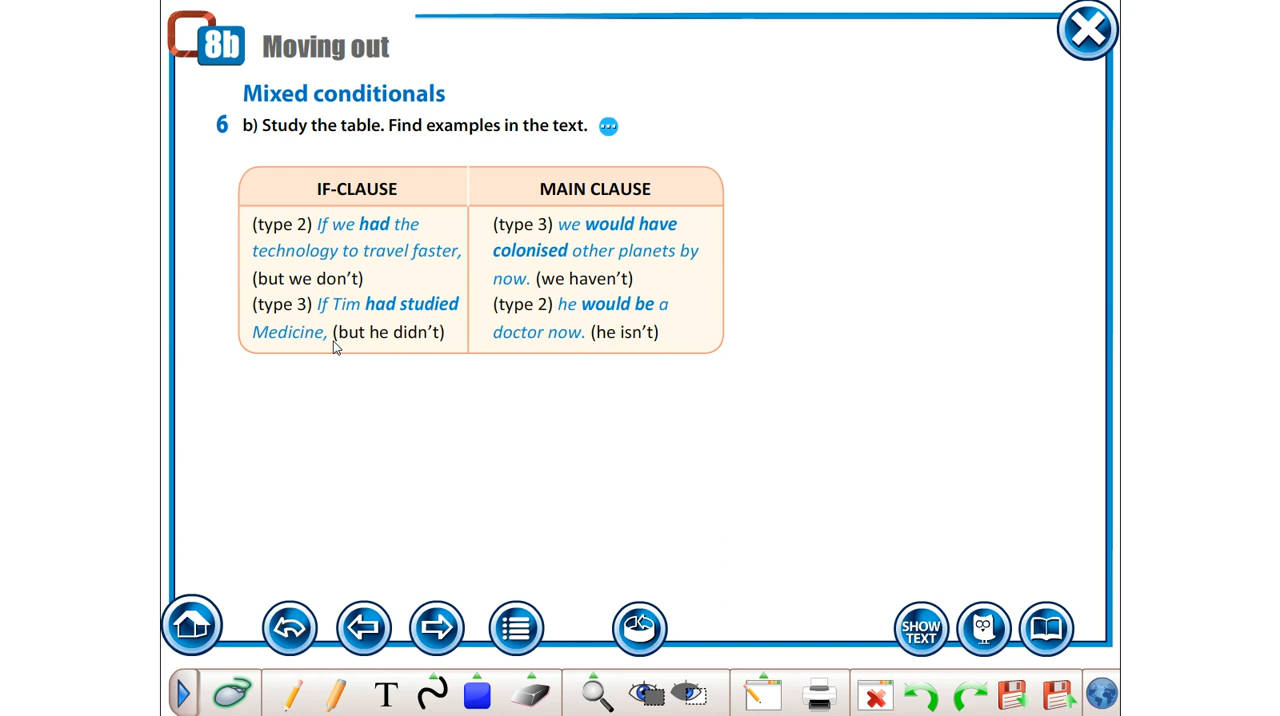 8b Moving out
Mixed conditionals
6 b) Study the table. Find examples in the text.
IF-CLAUSE
MAIN CLAUSE
(type 2) If we had the
technology to travel faster,
(but we don't)
(type 3) If Tim had studied
Medicine, (but he didn't)
(type 3) we would have
colonised other planets by
now. (we haven't)
(type 2) he would be a
doctor now. (he isn't)
SHOW
TEXT
T